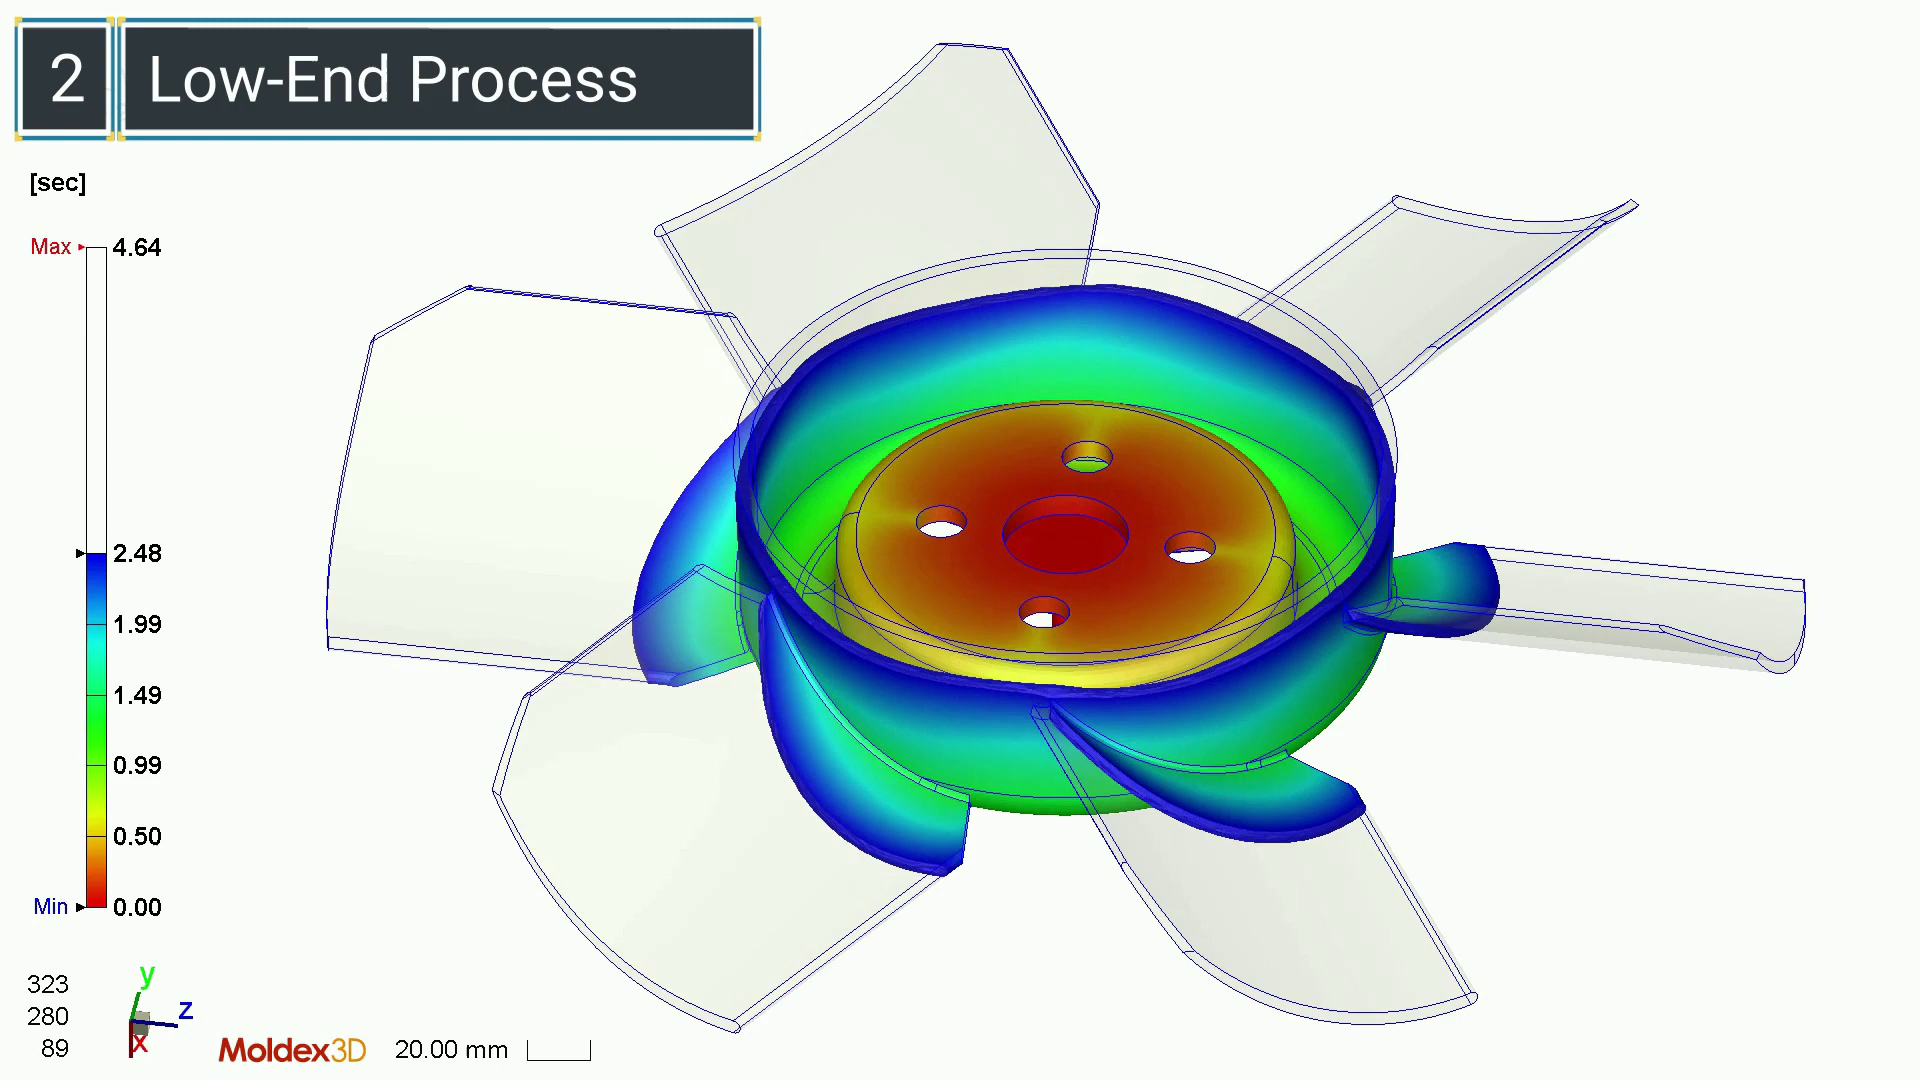 2 Low-End Process
[sec]
Max 4.64
2.48
1.99
1.49
0.99
0.50
Min 0.00
323
280
89
y
z
x
Moldex3D 20.00 mm